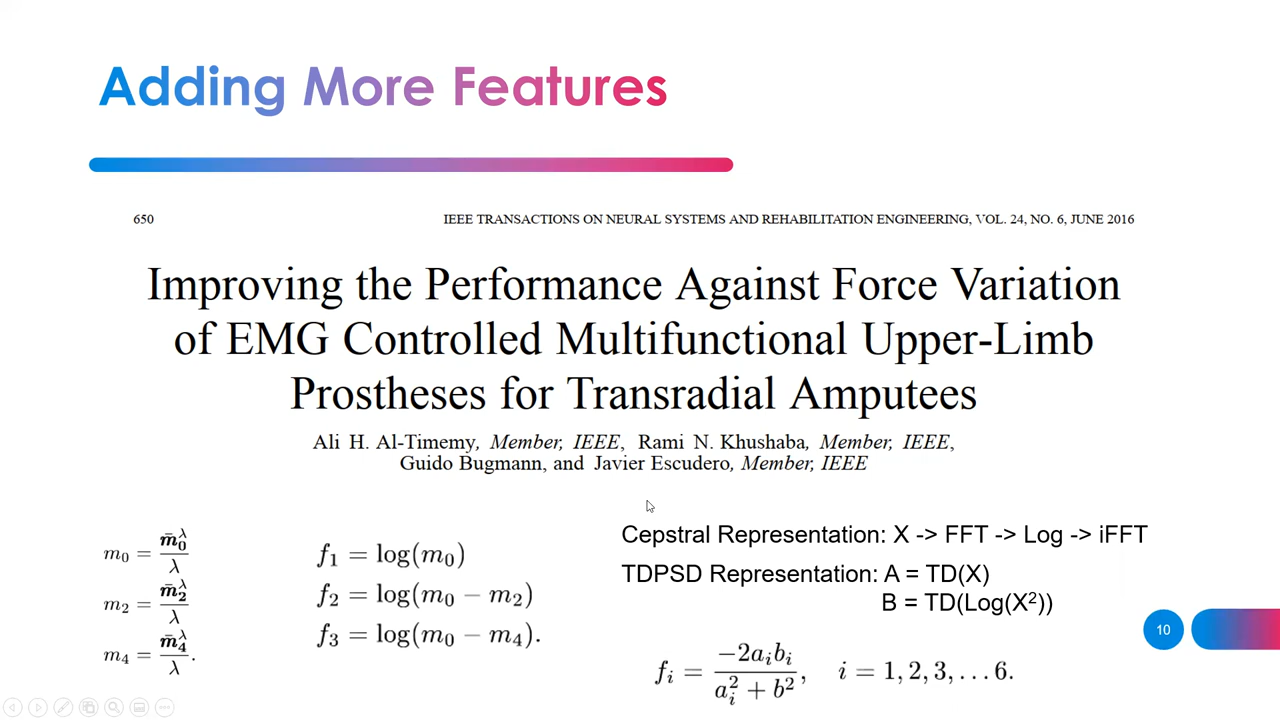 Adding More Features
650
IEEE TRANSACTIONS ON NEURAL SYSTEMS AND REHABILITATION ENGINEERING, VOL. 24, NO. 6, JUNE 2016
Improving the Performance Against Force Variation
of EMG Controlled Multifunctional Upper-Limb
Prostheses for Transradial Amputees
Ali H. Al-Timemy, Member, IEEE, Rami N. Khushaba, Member, IEEE,
Guido Bugmann, and Javier Escudero, Member, IEEE
m₀ = m̄₀^λ / λ
m₂ = m̄₂^λ / λ
m₄ = m̄₄^λ / λ .
f₁ = log(m₀)
f₂ = log(m₀ − m₂)
f₃ = log(m₀ − m₄).
Cepstral Representation: X -> FFT -> Log -> iFFT
TDPSD Representation: A = TD(X)
B = TD(Log(X²))
fᵢ = −2aᵢbᵢ / aᵢ² + b² , i = 1, 2, 3, . . . 6.
10